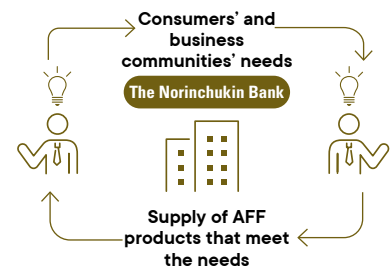 Consumers’ and
business
communities’ needs
The Norinchukin Bank
Supply of AFF
products that meet
the needs